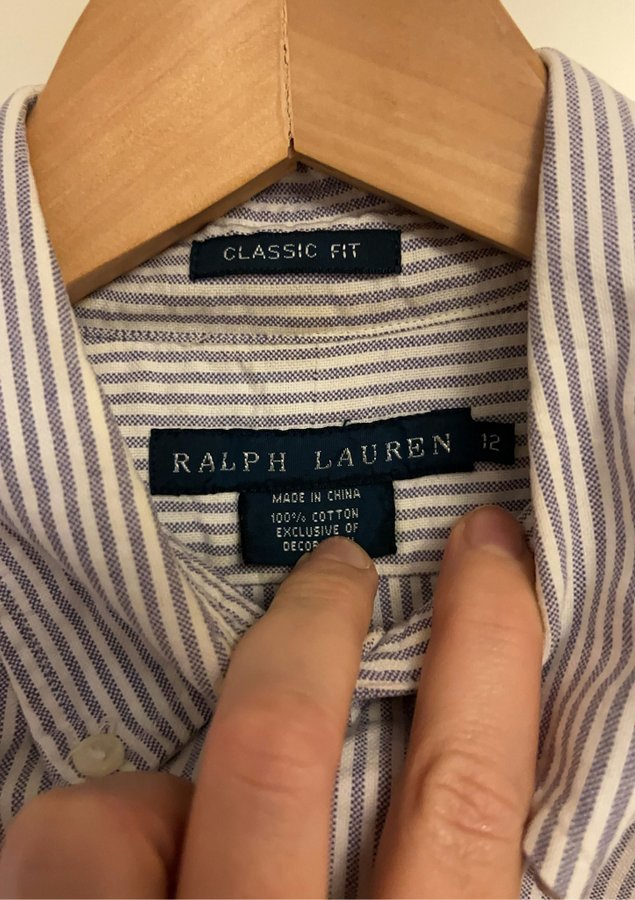 CLASSIC FIT
RALPH LAUREN 12
MADE IN CHINA
100% COTTON
EXCLUSIVE OF